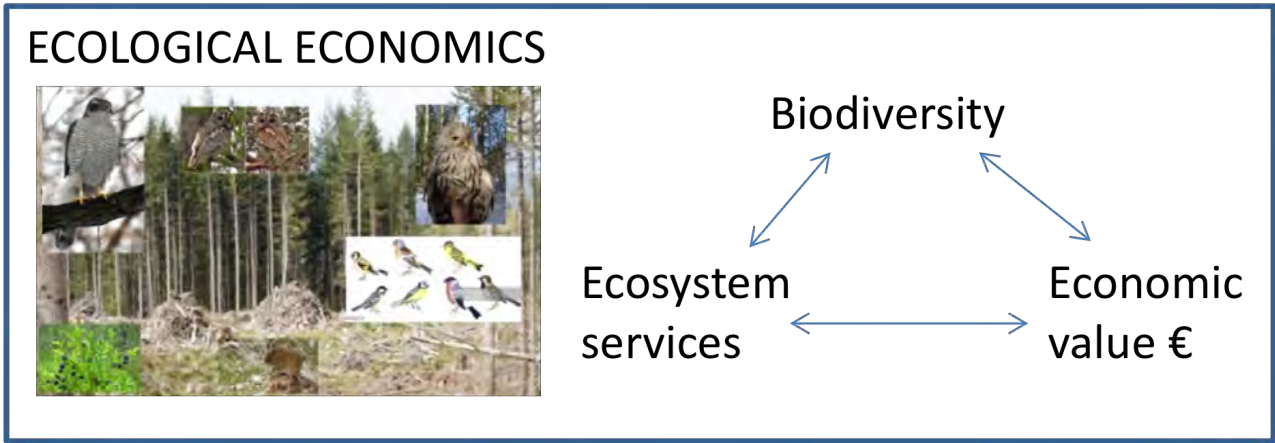 ECOLOGICAL ECONOMICS
Biodiversity
Ecosystem
services
Economic
value €